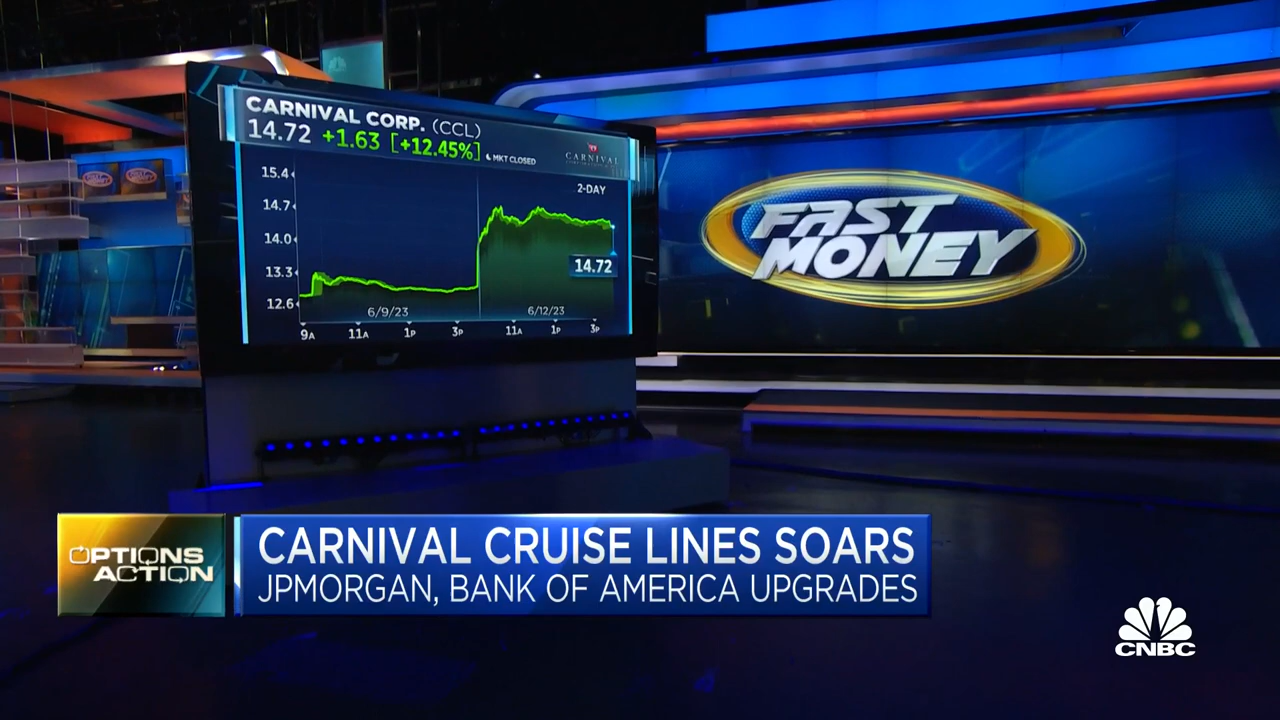 CARNIVAL CORP. (CCL)
14.72 +1.63 [+12.45%] MKT CLOSED
CARNIVAL
2-DAY
15.4
14.7
14.0
13.3
12.6
14.72
6/9/23 6/12/23
9A 11A 1P 3P 11A 1P 3P
FAST
MONEY
OPTIONS
ACTION
CARNIVAL CRUISE LINES SOARS
JPMORGAN, BANK OF AMERICA UPGRADES
CNBC